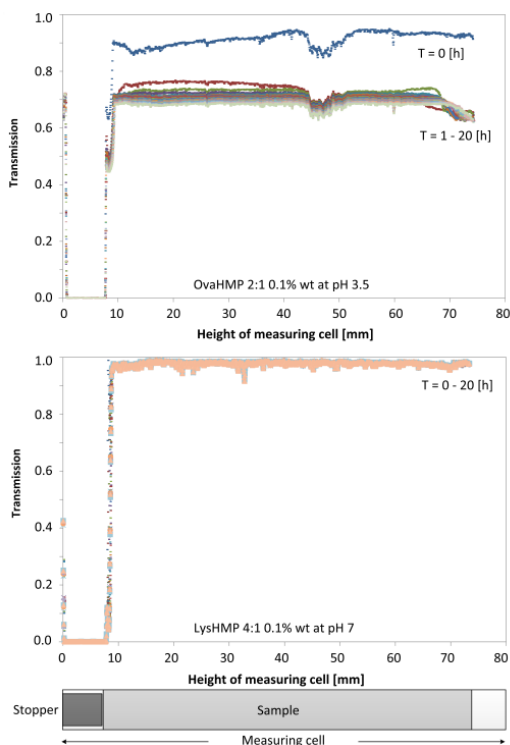 1.0
0.8
0.6
0.4
0.2
0.0
Transmission
T = 0 [h]
T = 1 - 20 [h]
OvaHMP 2:1 0.1% wt at pH 3.5
0 10 20 30 40 50 60 70 80
Height of measuring cell [mm]
1.0
0.8
0.6
0.4
0.2
0.0
Transmission
T = 0 - 20 [h]
LysHMP 4:1 0.1% wt at pH 7
0 10 20 30 40 50 60 70 80
Height of measuring cell [mm]
Stopper
Sample
Measuring cell